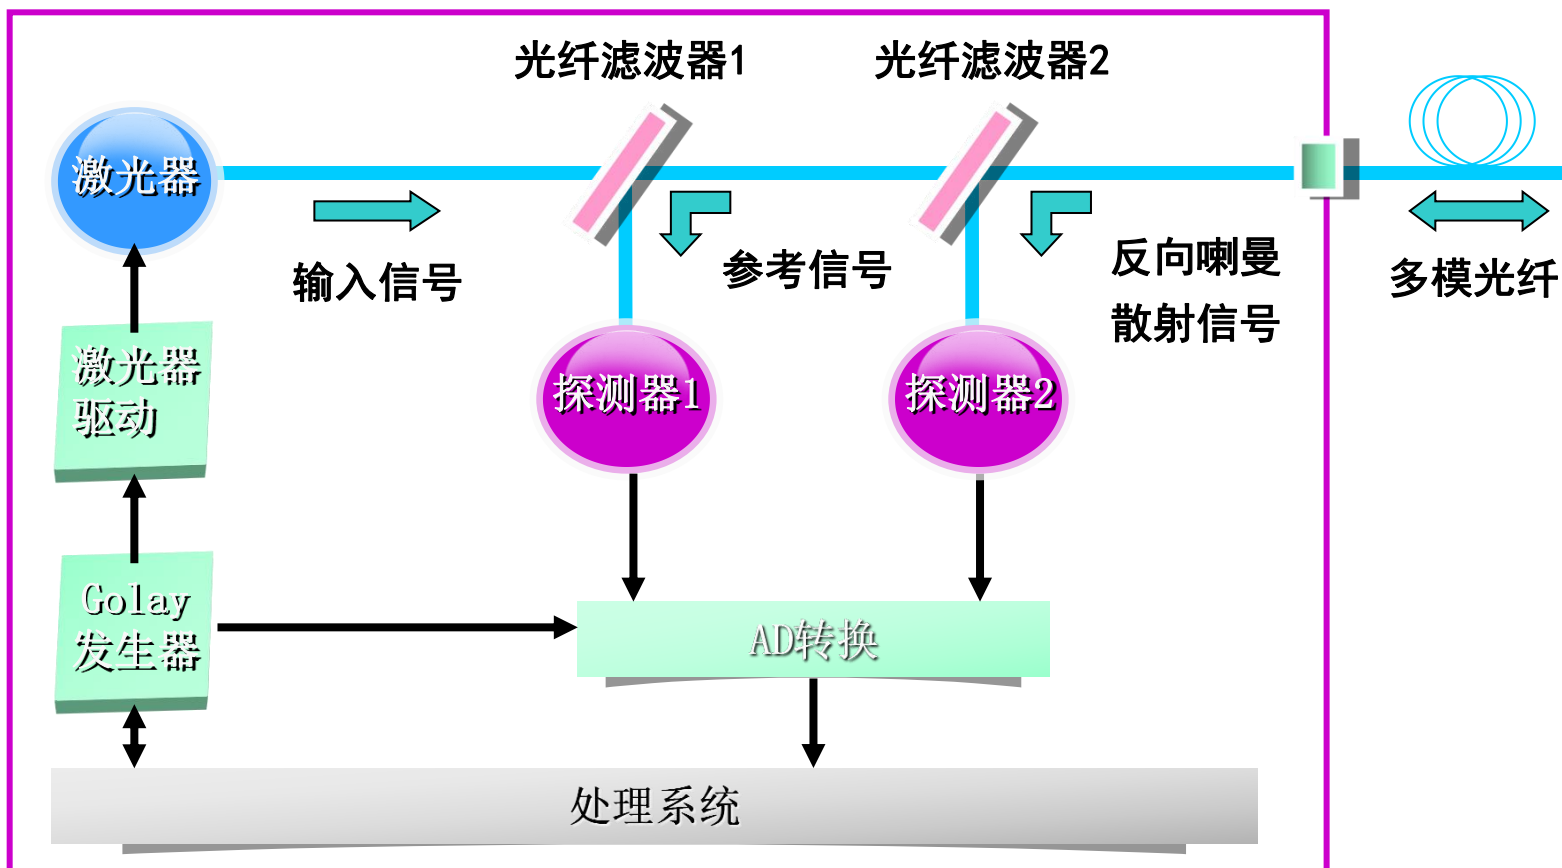 光纤滤波器1
光纤滤波器2
激光器
输入信号
参考信号
反向喇曼
散射信号
多模光纤
激光器
驱动
探测器1
探测器2
Golay
发生器
AD转换
处理系统